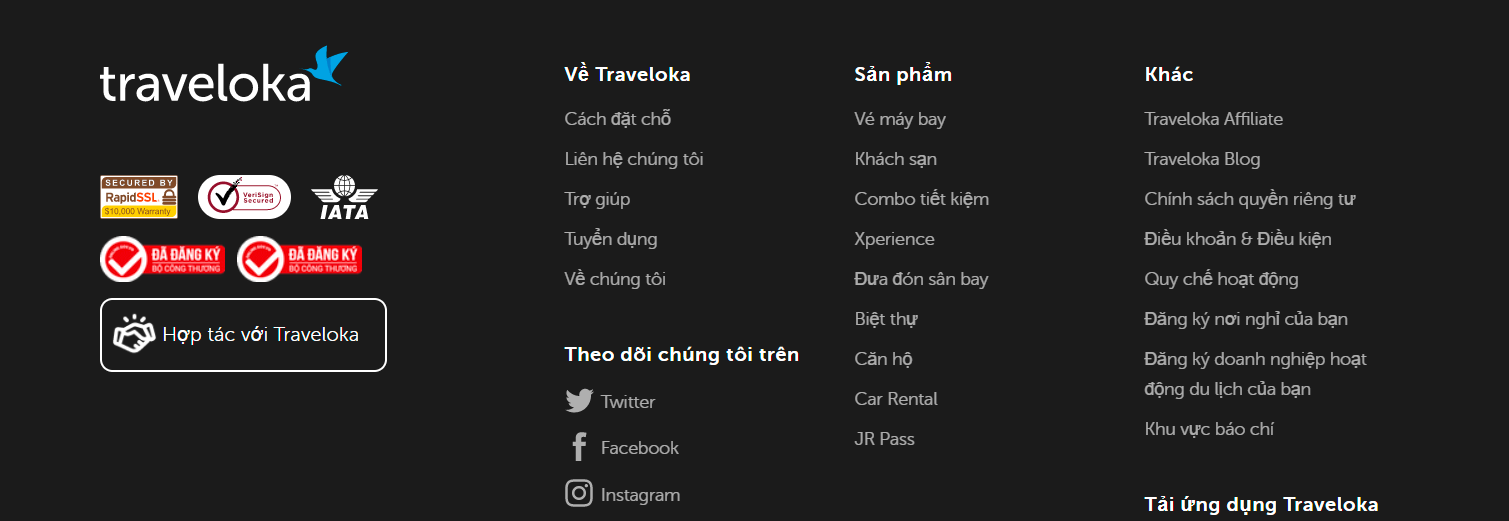 traveloka
SECURED BY
RapidSSL
$10,000 Warranty
VeriSign
Secured
IATA
ĐÃ ĐĂNG KÝ
BỘ CÔNG THƯƠNG
ĐÃ ĐĂNG KÝ
BỘ CÔNG THƯƠNG
Hợp tác với Traveloka
Về Traveloka
Cách đặt chỗ
Liên hệ chúng tôi
Trợ giúp
Tuyển dụng
Về chúng tôi
Theo dõi chúng tôi trên
Twitter
Facebook
Instagram
Sản phẩm
Vé máy bay
Khách sạn
Combo tiết kiệm
Xperience
Đưa đón sân bay
Biệt thự
Căn hộ
Car Rental
JR Pass
Khác
Traveloka Affiliate
Traveloka Blog
Chính sách quyền riêng tư
Điều khoản & Điều kiện
Quy chế hoạt động
Đăng ký nơi nghỉ của bạn
Đăng ký doanh nghiệp hoạt
động du lịch của bạn
Khu vực báo chí
Tải ứng dụng Traveloka